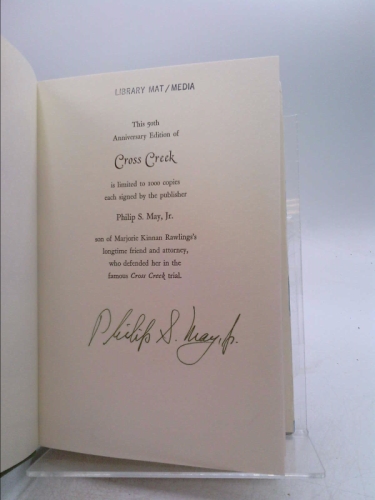 LIBRARY MAT/MEDIA
This 50th
Anniversary Edition of
Cross Creek
is limited to 1000 copies
each signed by the publisher
Philip S. May, Jr.
son of Marjorie Kinnan Rawlings's
longtime friend and attorney,
who defended her in the
famous Cross Creek trial.
Philip S. May, Jr.